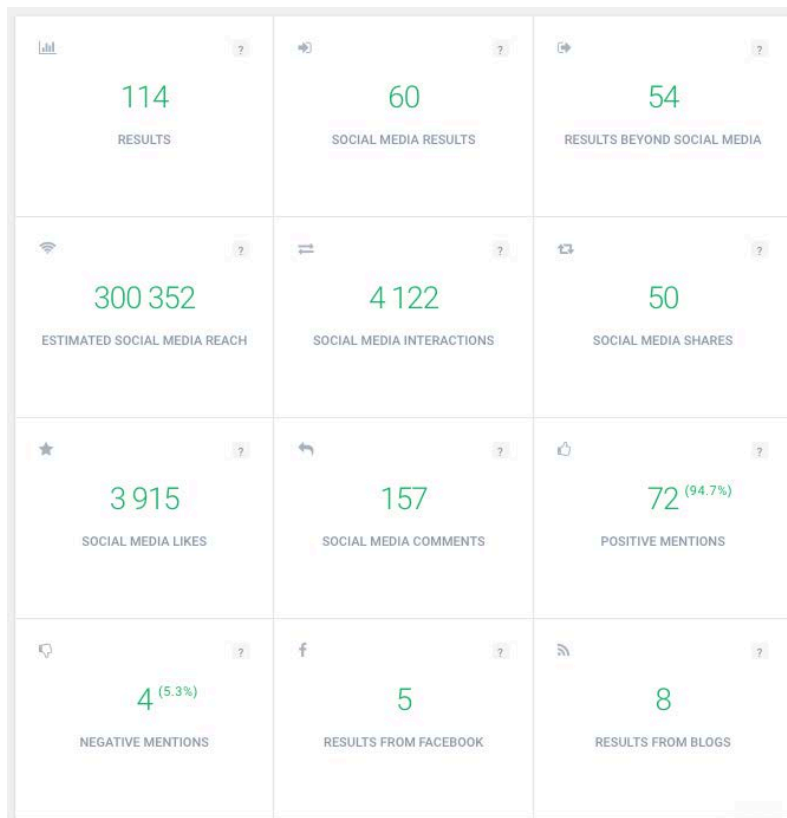 ?
?
?
114
60
54
RESULTS
SOCIAL MEDIA RESULTS
RESULTS BEYOND SOCIAL MEDIA
?
?
?
300 352
4 122
50
ESTIMATED SOCIAL MEDIA REACH
SOCIAL MEDIA INTERACTIONS
SOCIAL MEDIA SHARES
?
?
?
3 915
157
72 (94.7%)
SOCIAL MEDIA LIKES
SOCIAL MEDIA COMMENTS
POSITIVE MENTIONS
?
?
?
4 (5.3%)
5
8
NEGATIVE MENTIONS
RESULTS FROM FACEBOOK
RESULTS FROM BLOGS